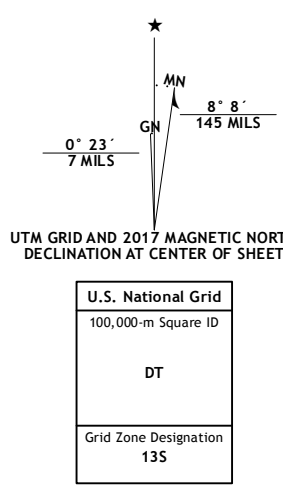 ★
MN
8° 8´
145 MILS
GN
0° 23´
7 MILS
UTM GRID AND 2017 MAGNETIC NORT
DECLINATION AT CENTER OF SHEET
U.S. National Grid
100,000-m Square ID
DT
Grid Zone Designation
13S